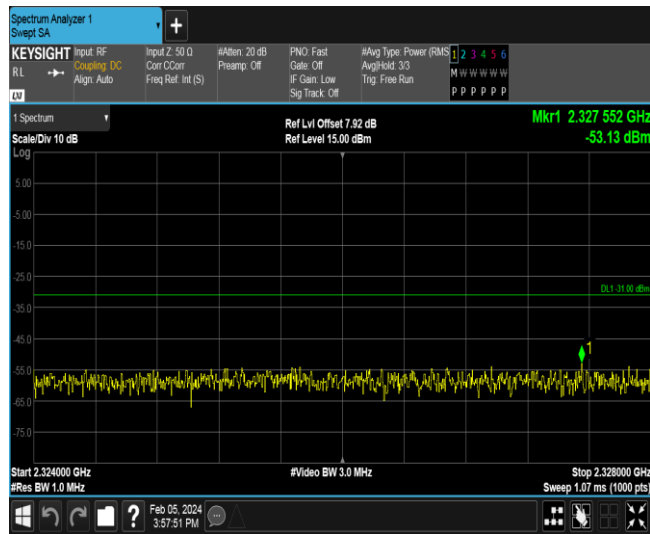 Spectrum Analyzer 1
Swept SA
+
KEYSIGHT
RL
LXI
Input: RF
Coupling: DC
Align: Auto
Input Z: 50 Ω
Corr CCorr
Freq Ref: Int (S)
#Atten: 20 dB
Preamp: Off
PNO: Fast
Gate: Off
IF Gain: Low
Sig Track: Off
#Avg Type: Power (RMS
Avg|Hold: 3/3
Trig: Free Run
1 2 3 4 5 6
M W W W W W
P P P P P P
1 Spectrum
Scale/Div 10 dB
Log
Ref Lvl Offset 7.92 dB
Ref Level 15.00 dBm
Mkr1 2.327 552 GHz
-53.13 dBm
5.00
-5.00
-15.0
-25.0
DL1 -31.00 dBm
-35.0
-45.0
1
-55.0
-65.0
-75.0
Start 2.324000 GHz
#Video BW 3.0 MHz
Stop 2.328000 GHz
#Res BW 1.0 MHz
Sweep 1.07 ms (1000 pts)
?
Feb 05, 2024
3:57:51 PM